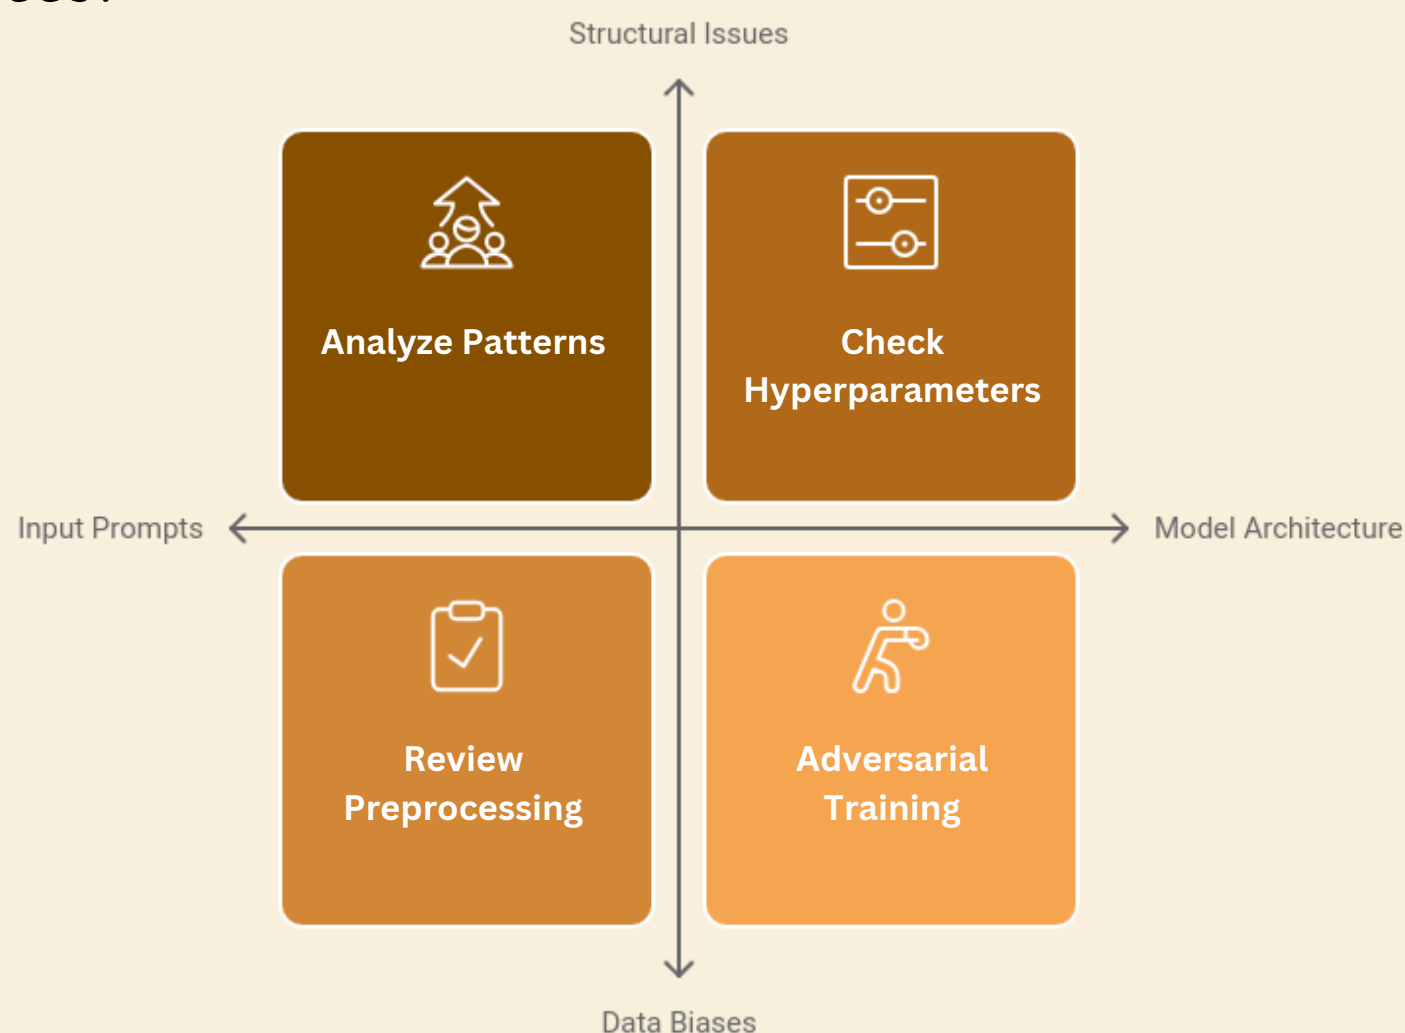 Structural Issues
Analyze Patterns
Check
Hyperparameters
Input Prompts
Model Architecture
Review
Preprocessing
Adversarial
Training
Data Biases